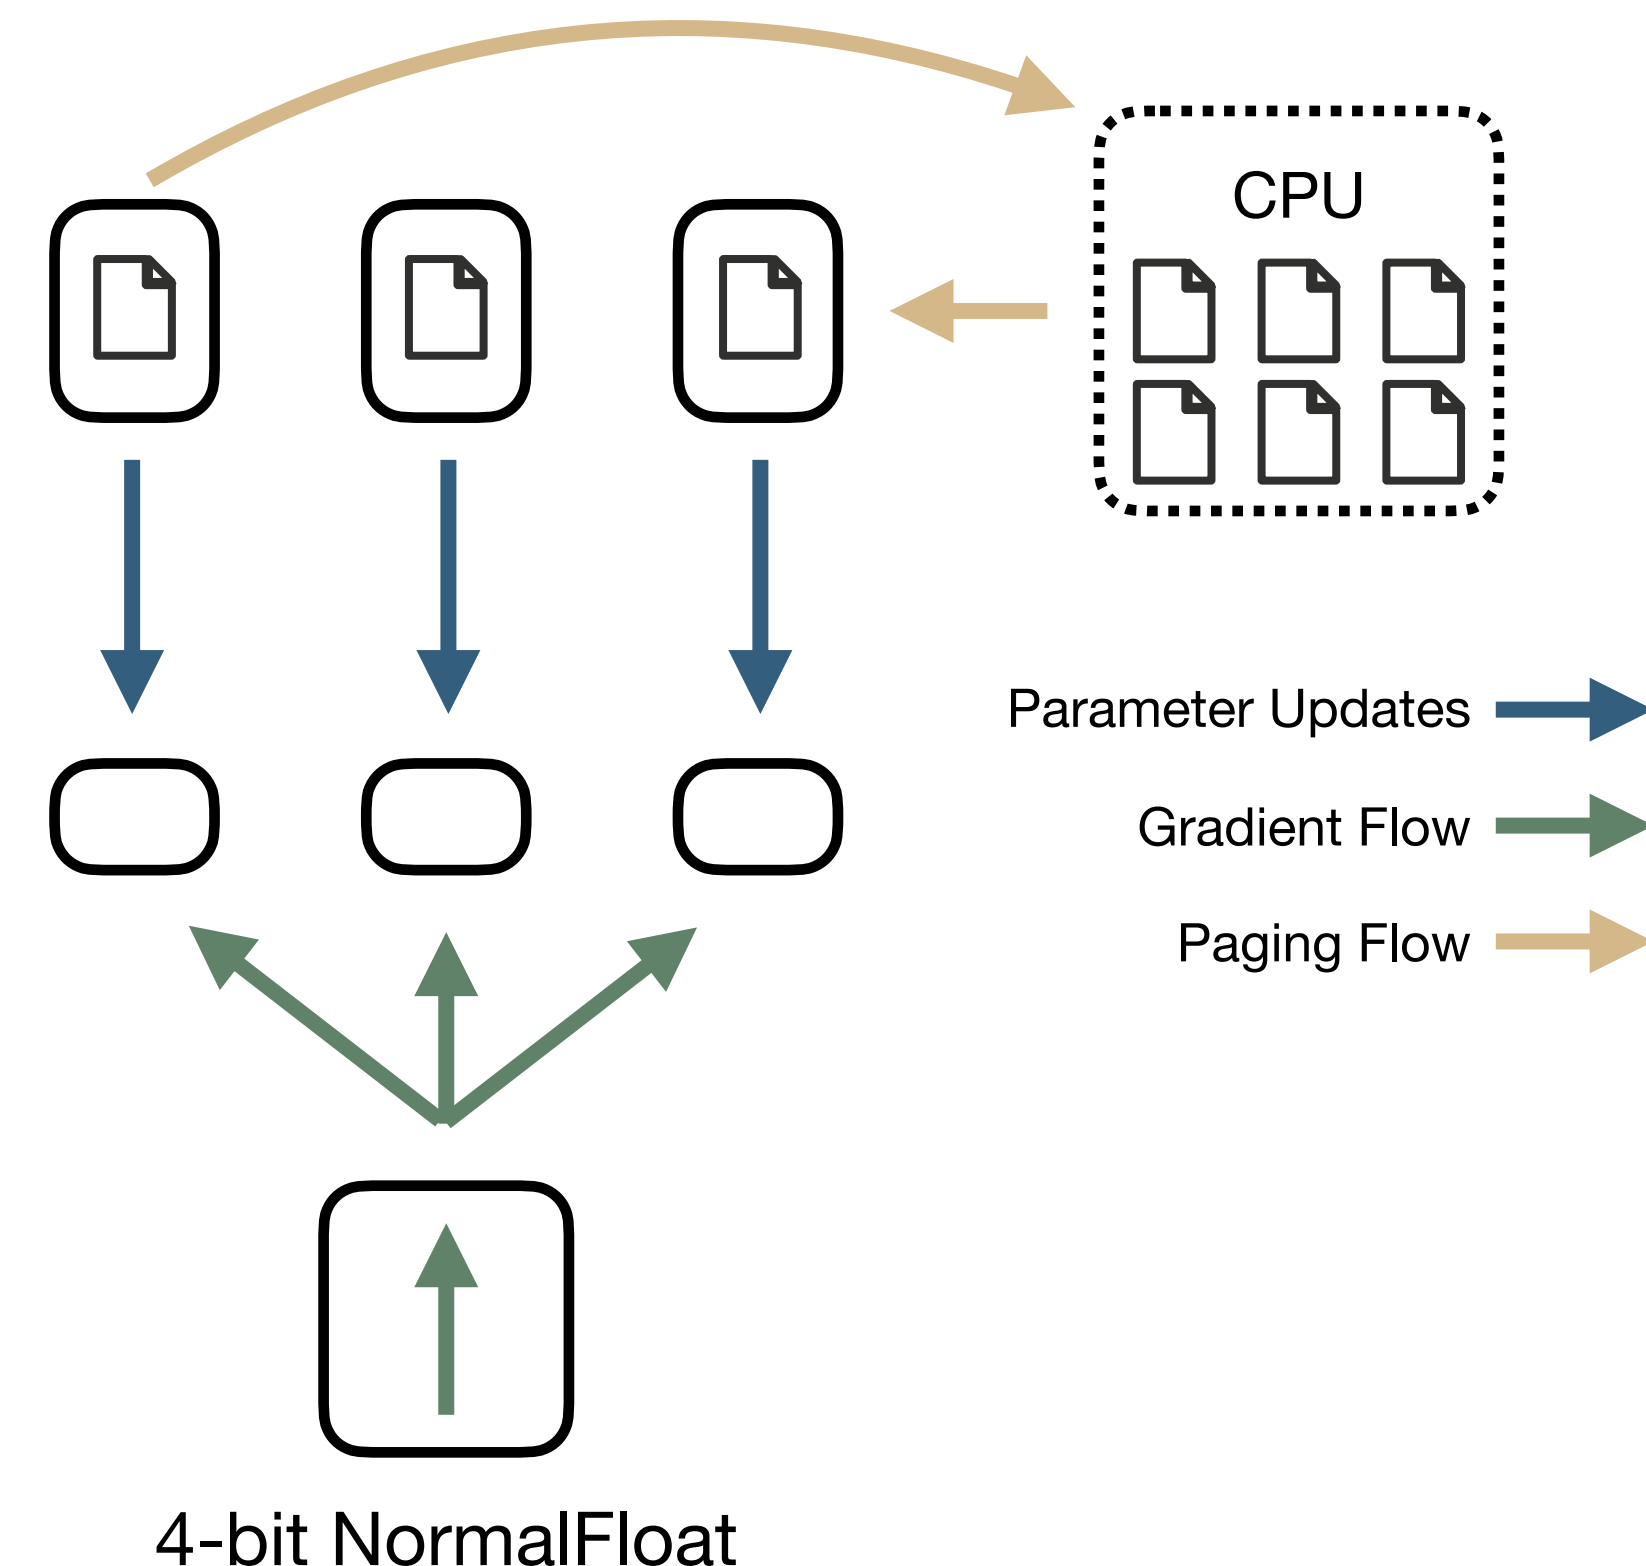 CPU
Parameter Updates
Gradient Flow
Paging Flow
4-bit NormalFloat